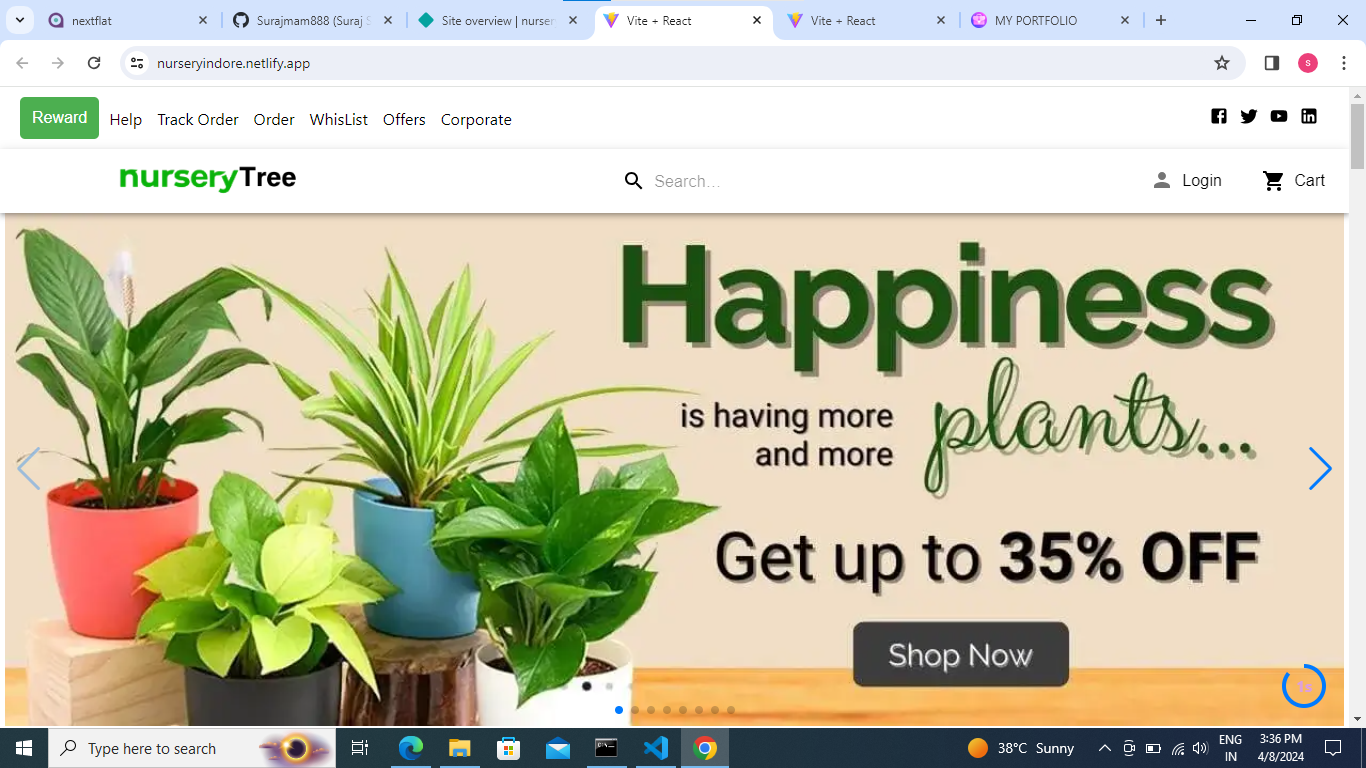 nextflat
Surajmam888 (Suraj S
Site overview | nurser
Vite + React
Vite + React
MY PORTFOLIO
nurseryindore.netlify.app
s
Reward
Help
Track Order
Order
WhisList
Offers
Corporate
nurseryTree
Search…
Login
Cart
Happiness
is having more
and more
plants...
Get up to 35% OFF
Shop Now
1s
Type here to search
38°C Sunny
ENG
IN
3:36 PM
4/8/2024